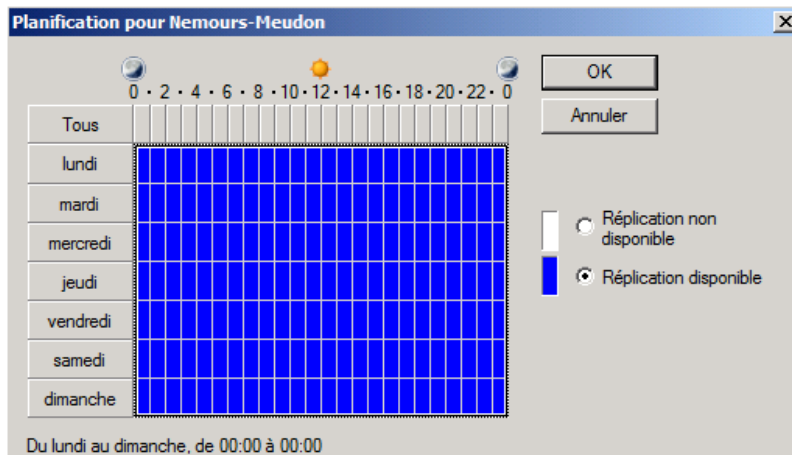 Planification pour Nemours-Meudon
0 · 2 · 4 · 6 · 8 · 10 · 12 · 14 · 16 · 18 · 20 · 22 · 0
OK
Annuler
Tous
lundi
mardi
mercredi
jeudi
vendredi
samedi
dimanche
Réplication non
disponible
Réplication disponible
Du lundi au dimanche, de 00:00 à 00:00